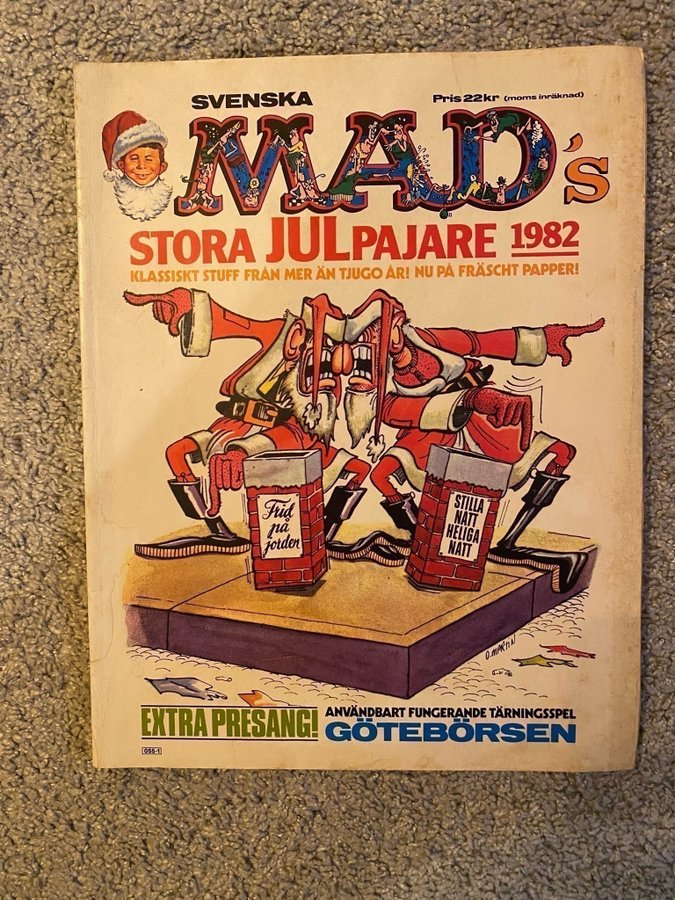 SVENSKA
Pris 22kr (moms inräknad)
MAD's
STORA JULPAJARE 1982
KLASSISKT STUFF FRÅN MER ÄN TJUGO ÅR! NU PÅ FRÄSCHT PAPPER!
Frid
på
jorden
STILLA
NATT
HELIGA
NATT
D. MARTIN
EXTRA PRESANG!
ANVÄNDBART FUNGERANDE TÄRNINGSSPEL
GÖTEBÖRSEN
055-1